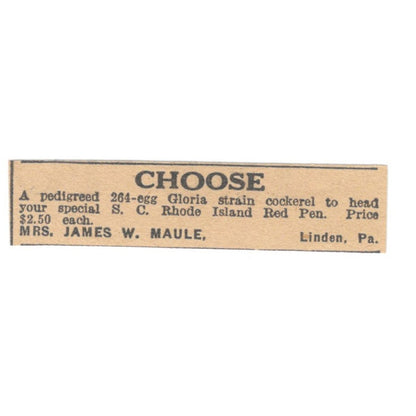 CHOOSE
A pedigreed 264-egg Gloria strain cockerel to head
your special S. C. Rhode Island Red Pen. Price
$2.50 each.
MRS. JAMES W. MAULE, Linden, Pa.